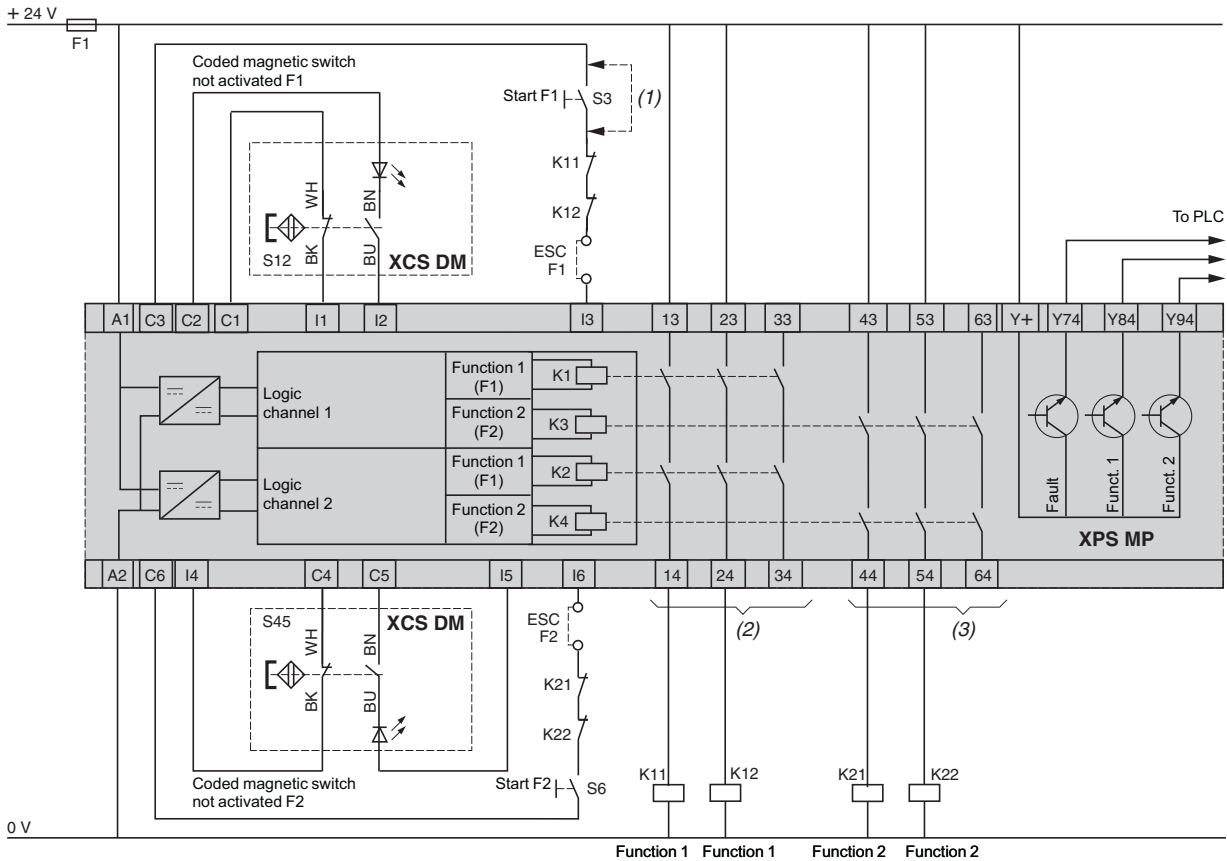 + 24 V
F1
Coded magnetic switch
not activated F1
Start F1
S3
(1)
K11
K12
ESC
F1
To PLC
WH
BN
S12
BK
BU
XCS DM
A1
C3
C2
C1
I1
I2
I3
13
23
33
43
53
63
Y+
Y74
Y84
Y94
Logic
channel 1
Function 1
(F1)
K1
Function 2
(F2)
K3
Logic
channel 2
Function 1
(F1)
K2
Function 2
(F2)
K4
Fault
Funct. 1
Funct. 2
XPS MP
A2
C6
I4
C4
C5
I5
I6
14
24
34
44
54
64
S45
WH
BN
XCS DM
BK
BU
ESC
F2
(2)
(3)
K21
K22
Coded magnetic switch
not activated F2
Start F2
S6
K11
K12
K21
K22
0 V
Function 1
Function 1
Function 2
Function 2